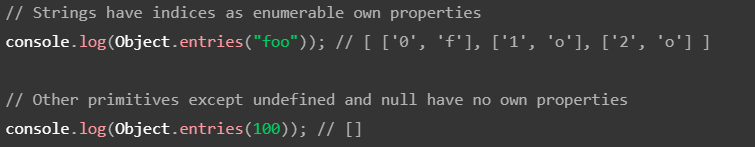 // Strings have indices as enumerable own properties
console.log(Object.entries("foo")); // [ ['0', 'f'], ['1', 'o'], ['2', 'o'] ]
// Other primitives except undefined and null have no own properties
console.log(Object.entries(100)); // []